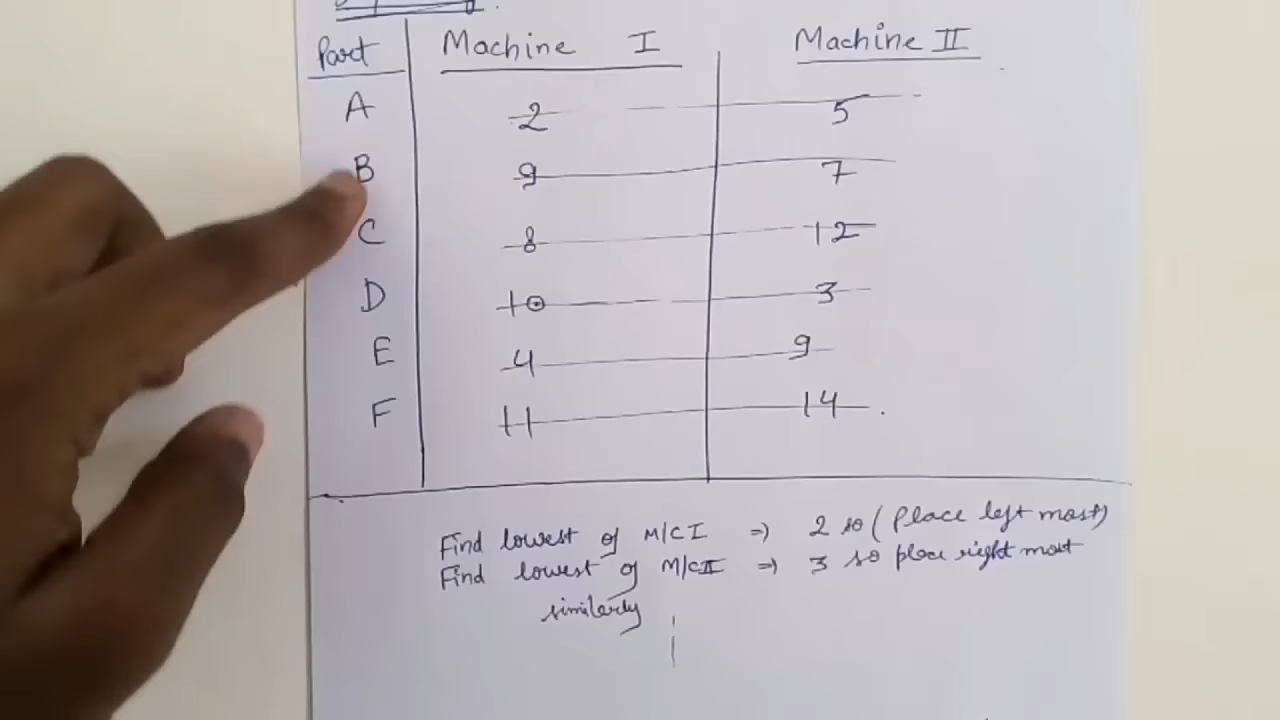 Part Machine I Machine II
A 2 5
B 9 7
C 8 12
D 10 3
E 4 9
F 11 14
Find lowest of M/C I => 2 so (Place left most)
Find lowest of M/C II => 3 so place right most
similarly